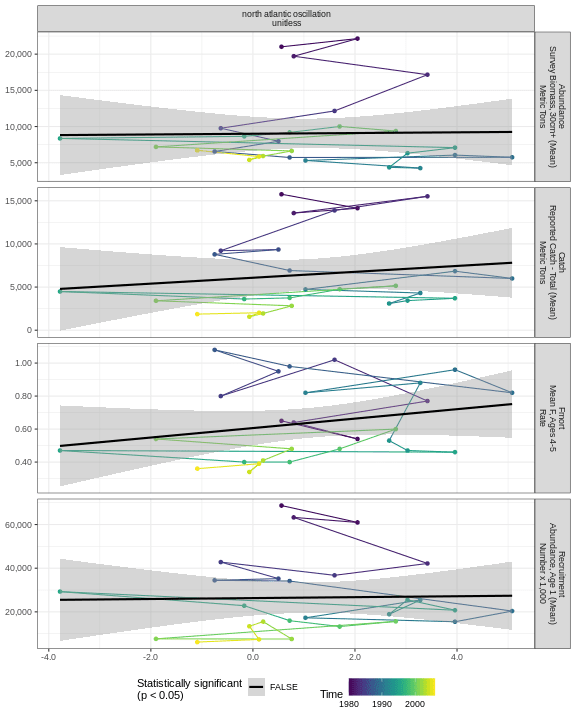 north atlantic oscillation
unitless
20,000
15,000
10,000
5,000
Abundance
Survey Biomass, 30cm+ (Mean)
Metric Tons
15,000
10,000
5,000
0
Catch
Reported Catch - Total (Mean)
Metric Tons
1.00
0.80
0.60
0.40
Fmort
Mean F, Ages 4-5
Rate
60,000
40,000
20,000
Recruitment
Abundance, Age 1 (Mean)
Number x 1,000
-4.0
-2.0
0.0
2.0
4.0
Statistically significant
(p < 0.05)
FALSE
Time
1980
1990
2000